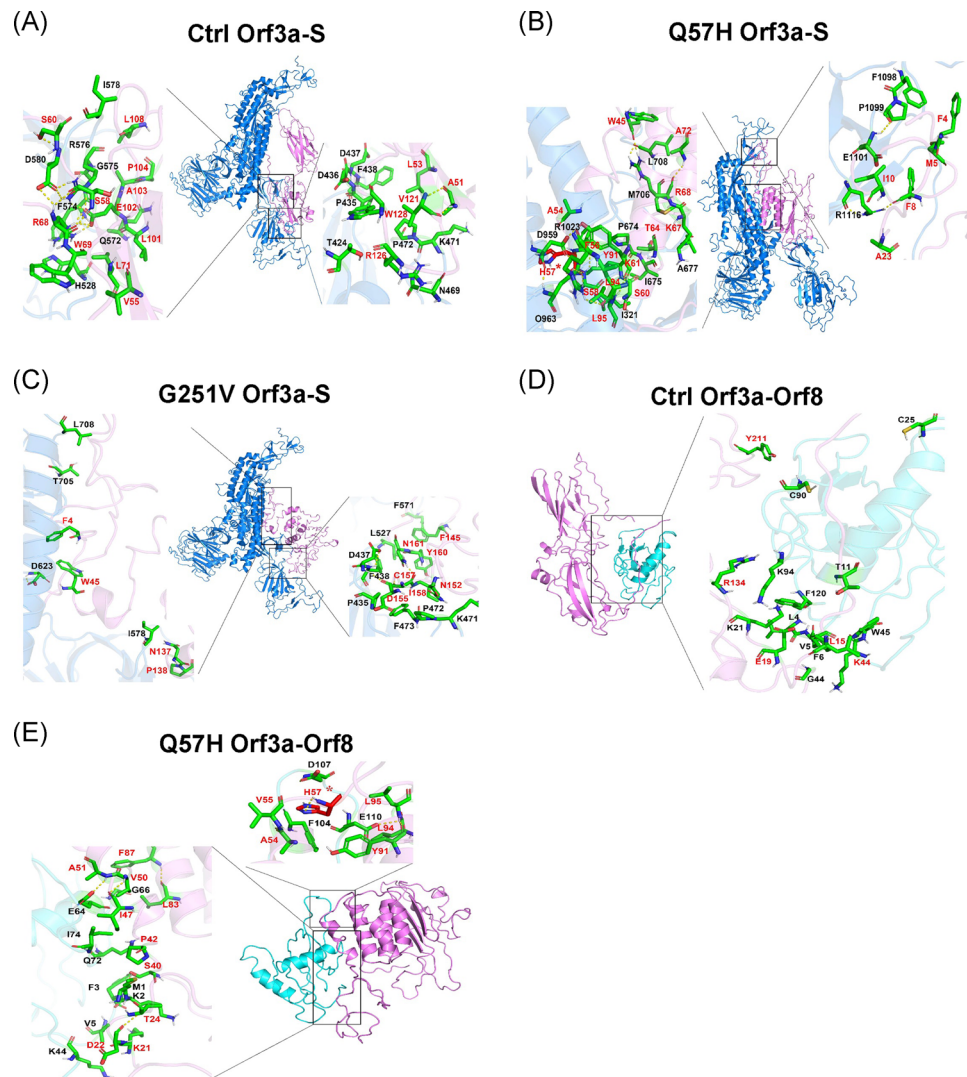 (A)
Ctrl Orf3a-S
I578
S60
L108
R576
D580
G575
P104
A103
S58
F574
E102
R68
Q572
L101
W69
L71
H528
V55
D437
L53
D436
F438
A51
P435
V121
W128
T424
P472
K471
R126
N469
(B)
Q57H Orf3a-S
F1098
P1099
F4
E1101
M5
I10
R1116
F8
A23
W45
A72
L708
M706
R68
A54
R1023
P674
T64
K67
D959
F56
Y91
H57
*
K61
L94
I675
A677
S58
S60
O963
I321
L95
(C)
G251V Orf3a-S
L708
T705
F4
D623
W45
I578
N137
P138
F571
L527
F145
D437
N161
Y160
F438
C157
N152
I158
D155
P435
P472
K471
F473
(D)
Ctrl Orf3a-Orf8
C25
Y211
C90
T11
K94
R134
F120
L4
K21
L15
W45
V5
F6
E19
K44
G44
(E)
Q57H Orf3a-Orf8
D107
H57
*
V55
L95
E110
F104
L94
A54
Y91
F87
A51
V50
G66
E64
L83
I47
I74
P42
Q72
S40
F3
M1
K2
T24
V5
D22
K21
K44